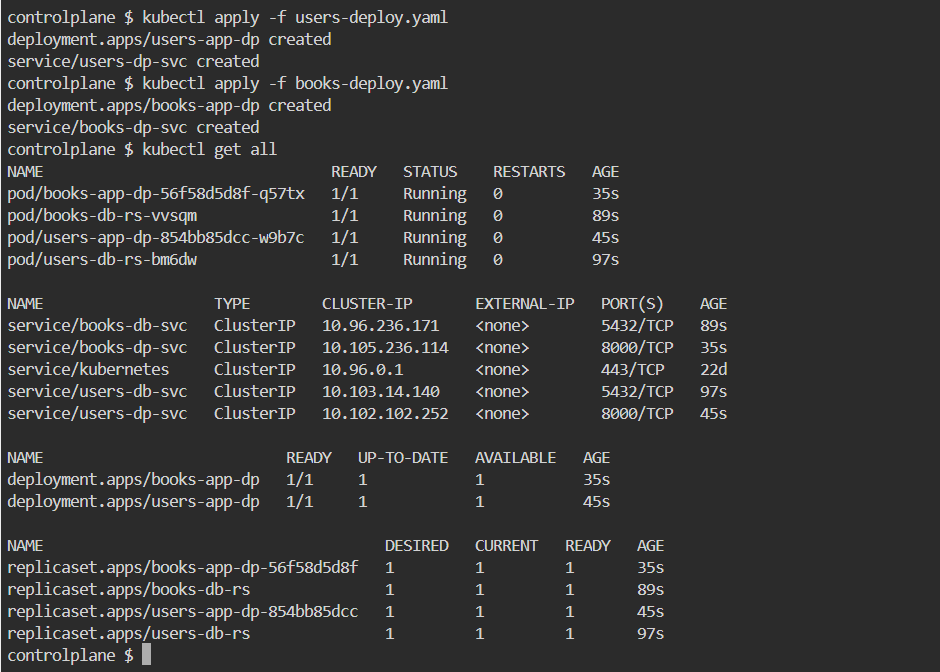 controlplane $ kubectl apply -f users-deploy.yaml
deployment.apps/users-app-dp created
service/users-dp-svc created
controlplane $ kubectl apply -f books-deploy.yaml
deployment.apps/books-app-dp created
service/books-dp-svc created
controlplane $ kubectl get all
NAME READY STATUS RESTARTS AGE
pod/books-app-dp-56f58d5d8f-q57tx 1/1 Running 0 35s
pod/books-db-rs-vvsqm 1/1 Running 0 89s
pod/users-app-dp-854bb85dcc-w9b7c 1/1 Running 0 45s
pod/users-db-rs-bm6dw 1/1 Running 0 97s
NAME TYPE CLUSTER-IP EXTERNAL-IP PORT(S) AGE
service/books-db-svc ClusterIP 10.96.236.171 <none> 5432/TCP 89s
service/books-dp-svc ClusterIP 10.105.236.114 <none> 8000/TCP 35s
service/kubernetes ClusterIP 10.96.0.1 <none> 443/TCP 22d
service/users-db-svc ClusterIP 10.103.14.140 <none> 5432/TCP 97s
service/users-dp-svc ClusterIP 10.102.102.252 <none> 8000/TCP 45s
NAME READY UP-TO-DATE AVAILABLE AGE
deployment.apps/books-app-dp 1/1 1 1 35s
deployment.apps/users-app-dp 1/1 1 1 45s
NAME DESIRED CURRENT READY AGE
replicaset.apps/books-app-dp-56f58d5d8f 1 1 1 35s
replicaset.apps/books-db-rs 1 1 1 89s
replicaset.apps/users-app-dp-854bb85dcc 1 1 1 45s
replicaset.apps/users-db-rs 1 1 1 97s
controlplane $